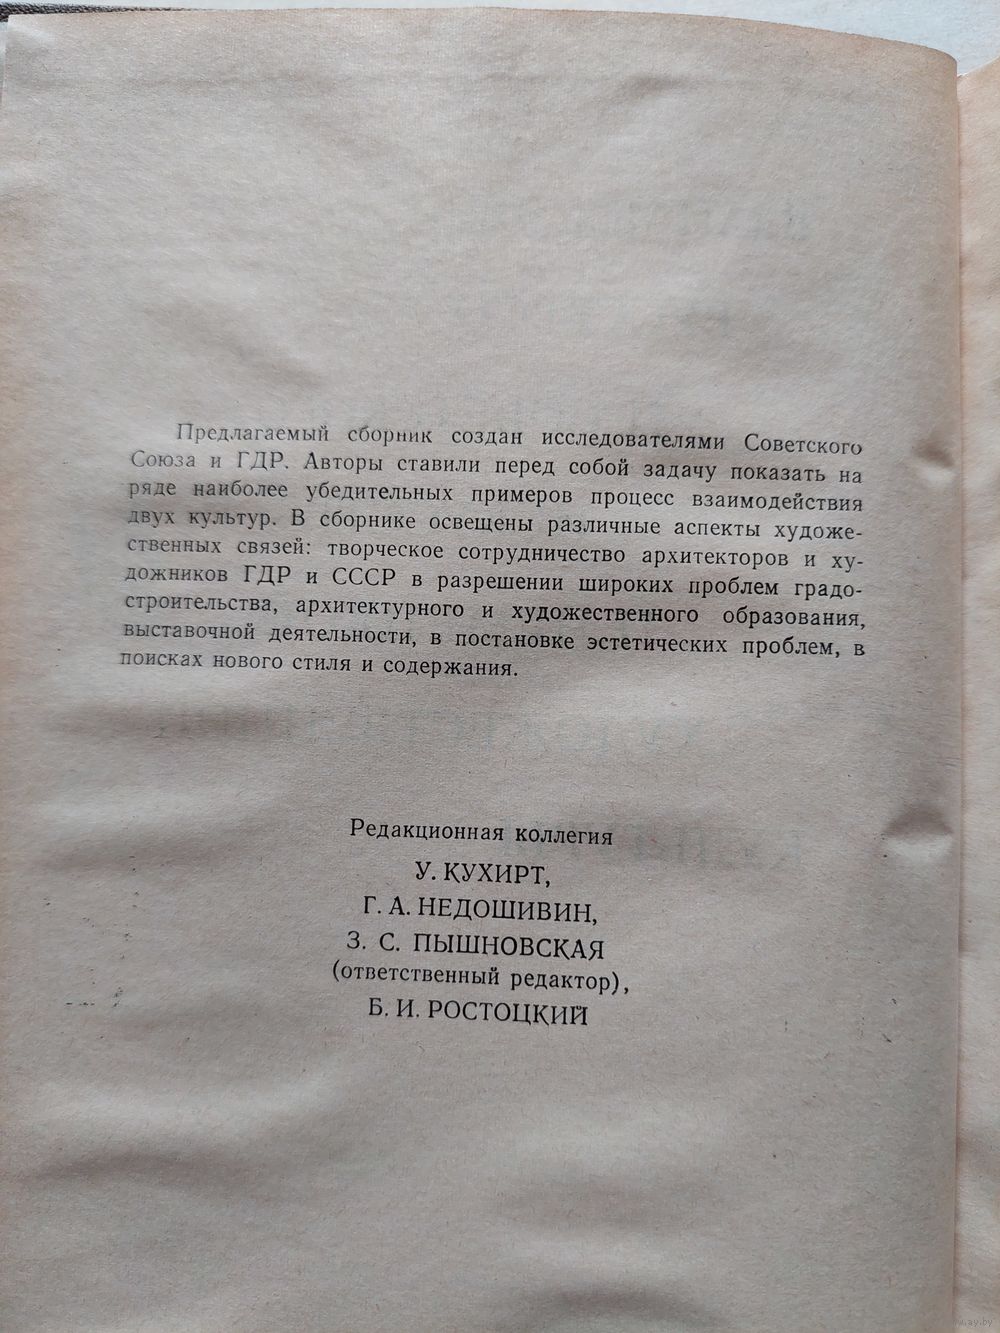 Предлагаемый сборник создан исследователями Советского
Союза и ГДР. Авторы ставили перед собой задачу показать на
ряде наиболее убедительных примеров процесс взаимодействия
двух культур. В сборнике освещены различные аспекты художе-
ственных связей: творческое сотрудничество архитекторов и ху-
дожников ГДР и СССР в разрешении широких проблем градо-
строительства, архитектурного и художественного образования,
выставочной деятельности, в постановке эстетических проблем, в
поисках нового стиля и содержания.
Редакционная коллегия
У. КУХИРТ,
Г. А. НЕДОШИВИН,
З. С. ПЫШНОВСКАЯ
(ответственный редактор),
Б. И. РОСТОЦКИЙ
www.ay.by